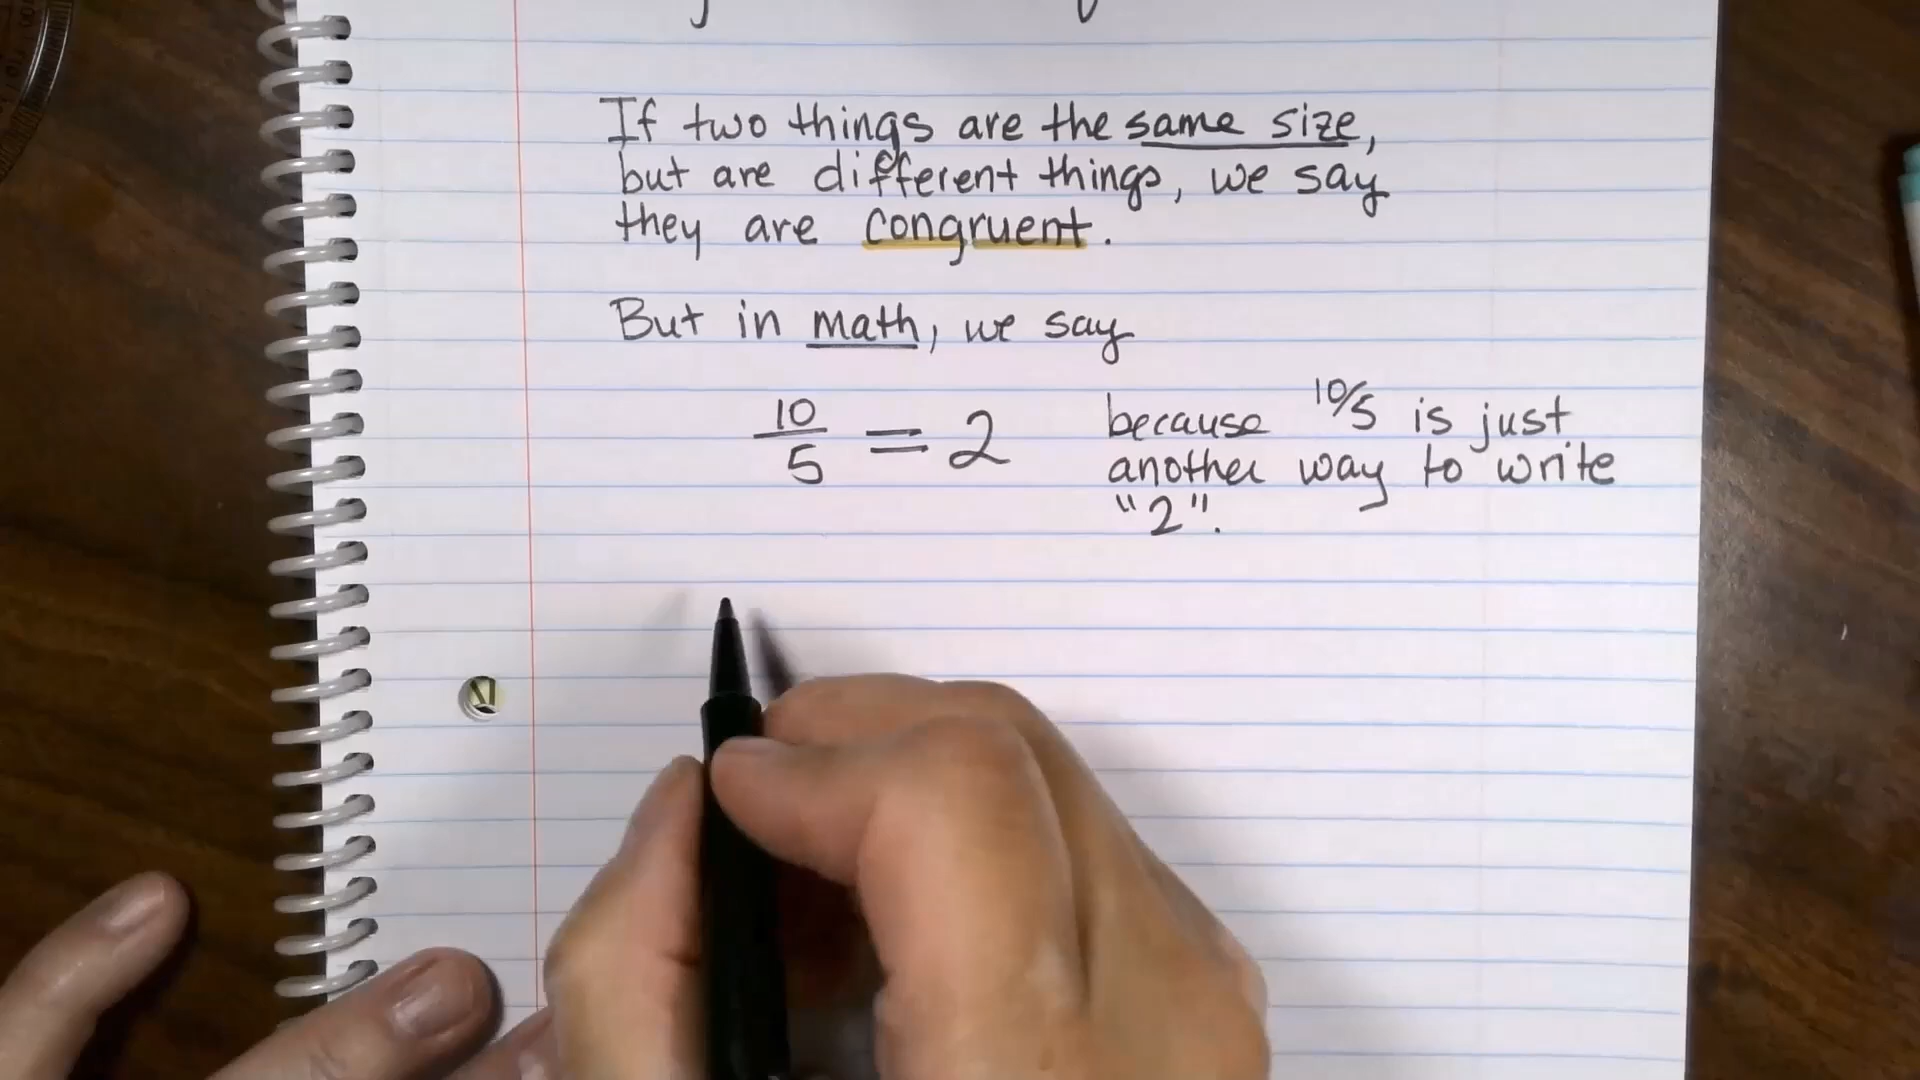 If two things are the same size,
but are different things, we say
they are congruent.
But in math, we say
10/5 = 2
because 10/5 is just
another way to write
"2".